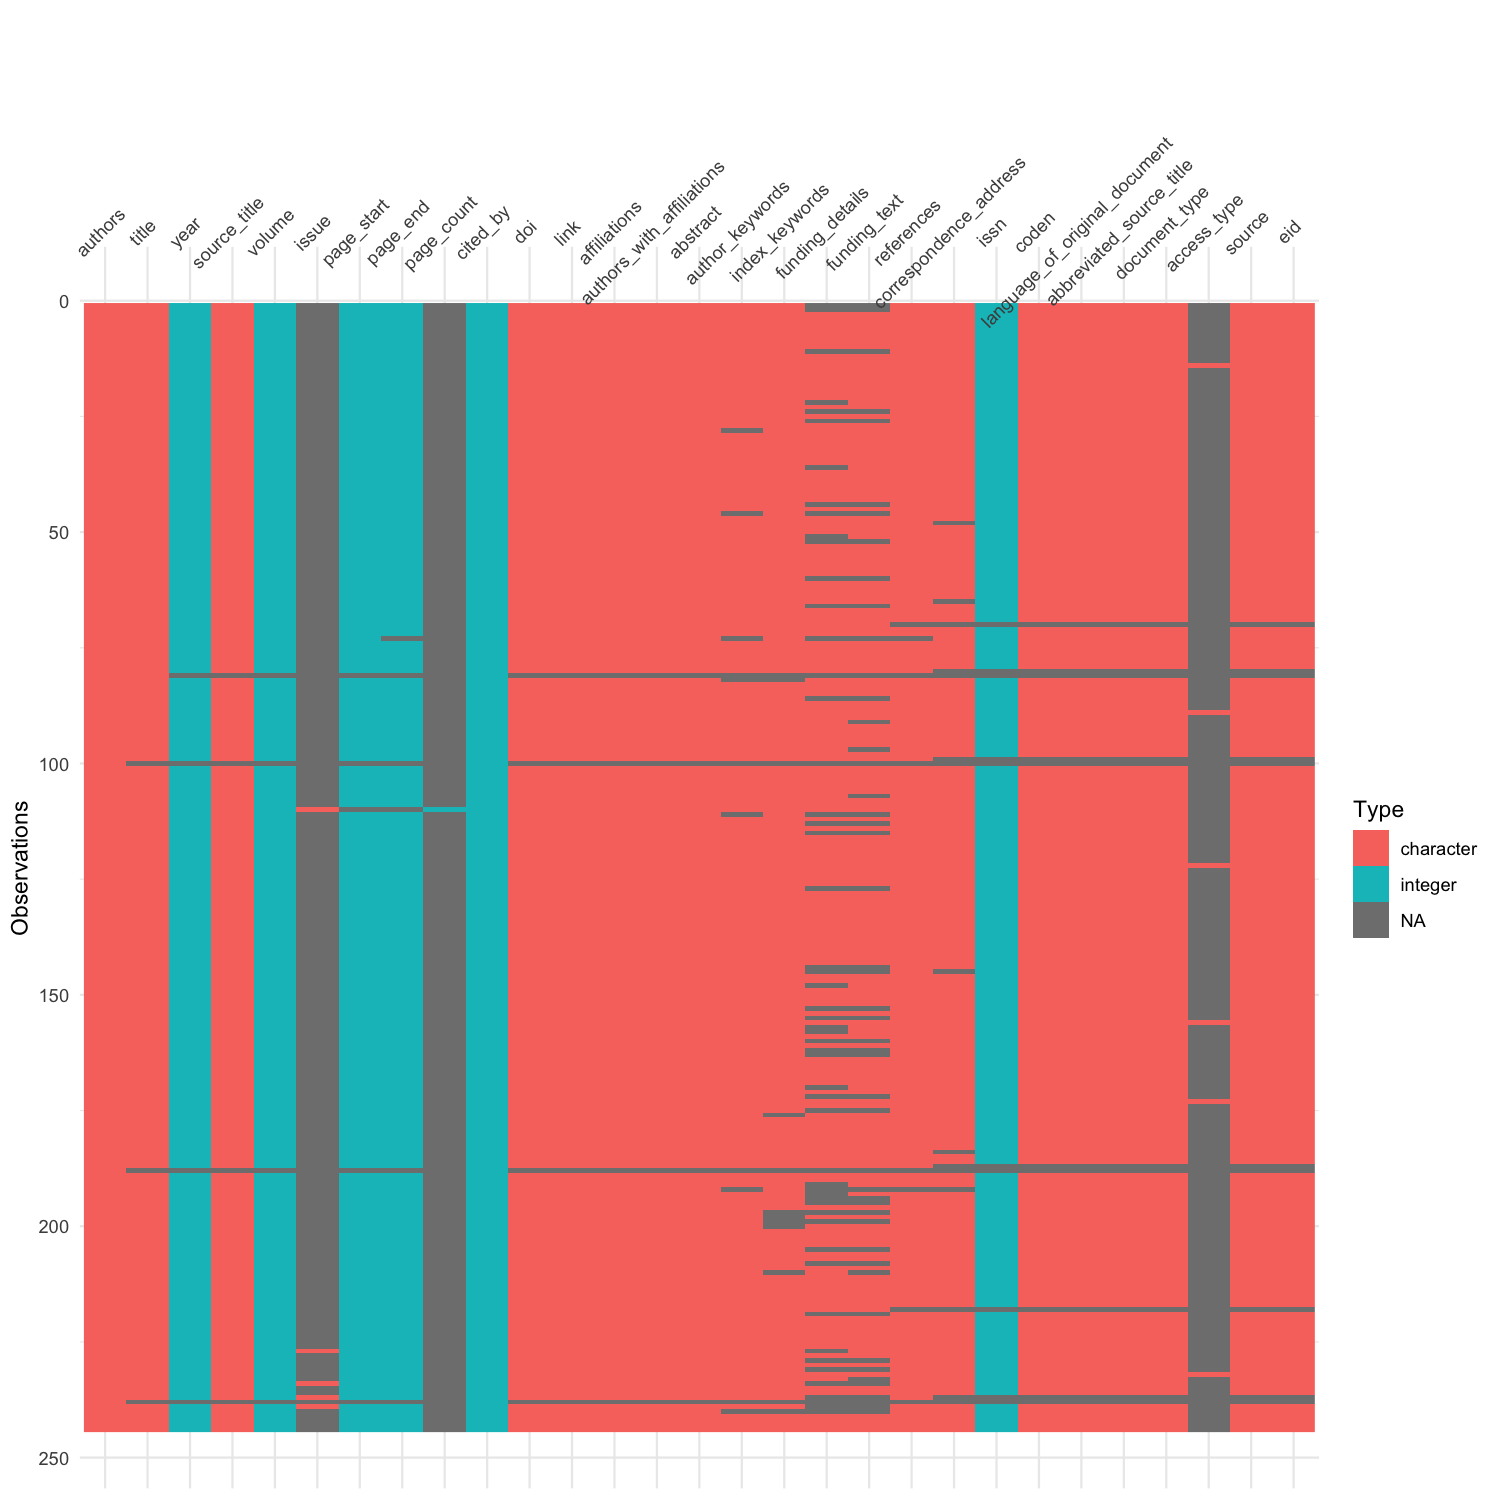 authors
title
year
source_title
volume
issue
page_start
page_end
page_count
cited_by
doi
link
affiliations
authors_with_affiliations
abstract
author_keywords
index_keywords
funding_details
funding_text
references
correspondence_address
issn
coden
language_of_original_document
abbreviated_source_title
document_type
access_type
source
eid
0
50
100
150
200
250
Observations
Type
character
integer
NA